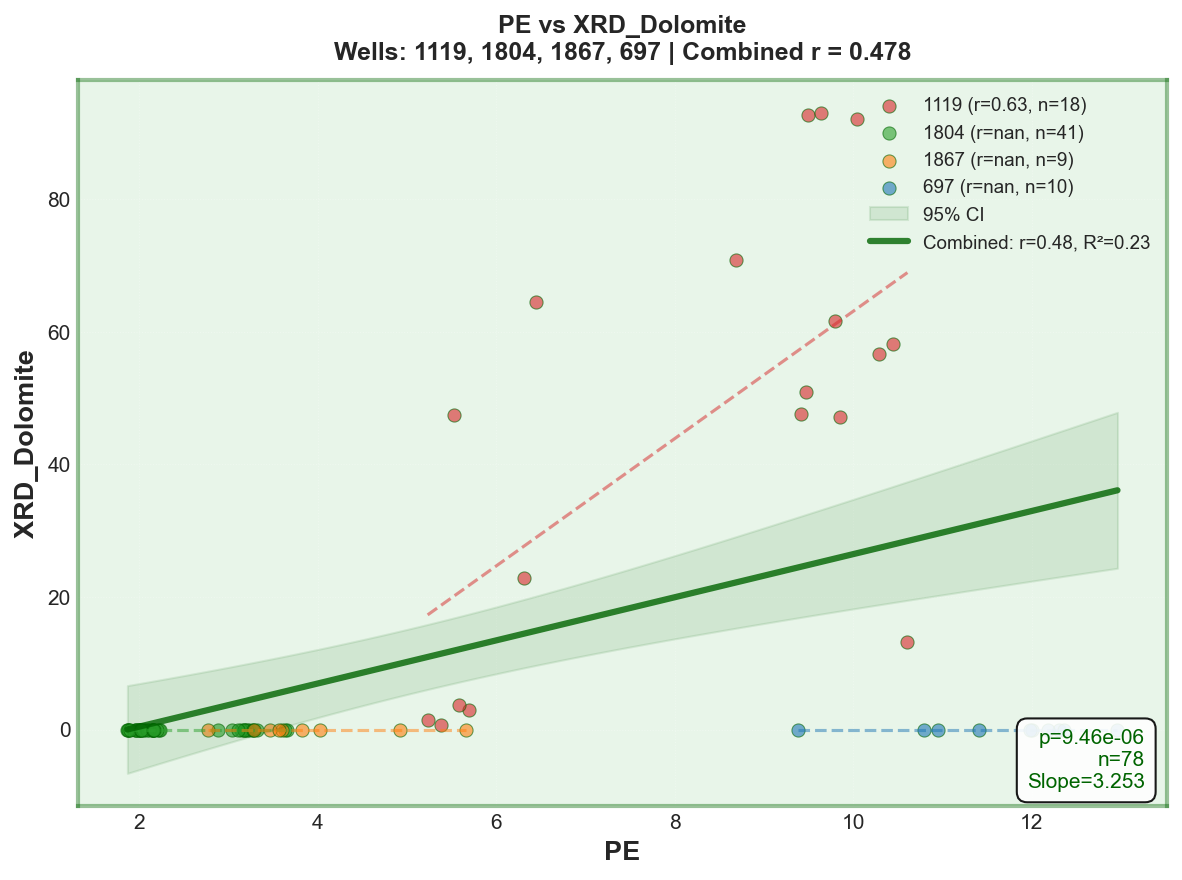 PE vs XRD_Dolomite
Wells: 1119, 1804, 1867, 697 | Combined r = 0.478
1119 (r=0.63, n=18)
1804 (r=nan, n=41)
1867 (r=nan, n=9)
697 (r=nan, n=10)
95% CI
Combined: r=0.48, R²=0.23
XRD_Dolomite
80
60
40
20
0
p=9.46e-06
n=78
Slope=3.253
2 4 6 8 10 12
PE